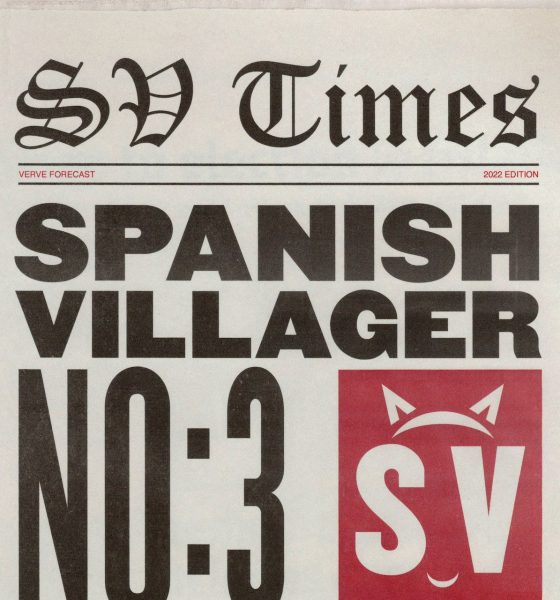 SV Times
VERVE FORECAST 2022 EDITION
SPANISH
VILLAGER
NO:3
SV